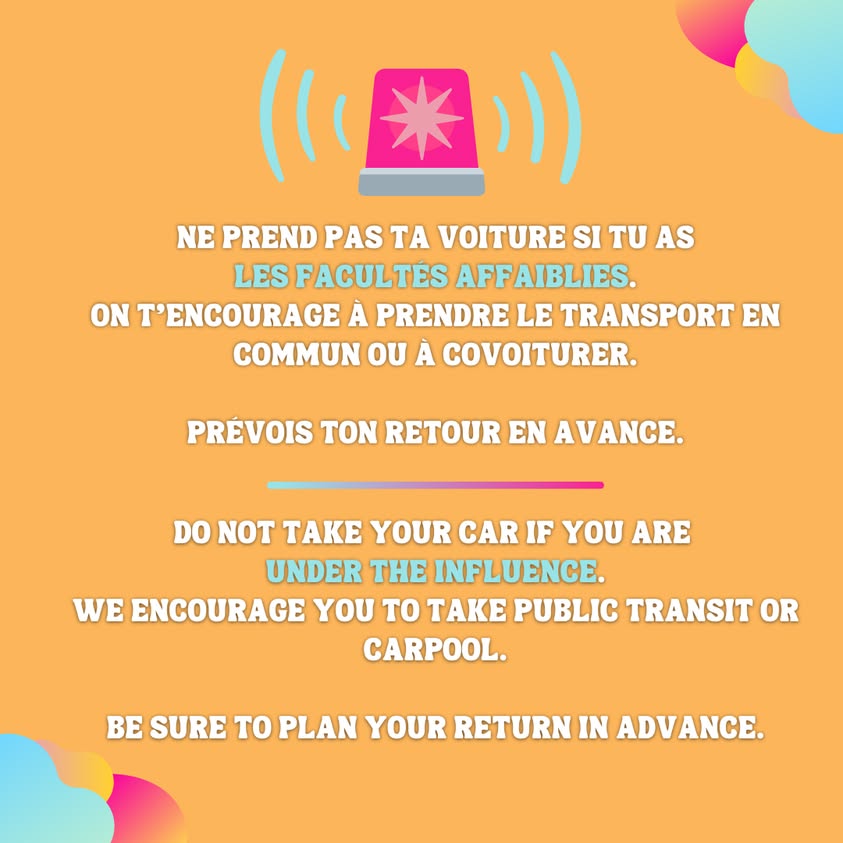 NE PREND PAS TA VOITURE SI TU AS
LES FACULTÉS AFFAIBLIES.
ON T'ENCOURAGE À PRENDRE LE TRANSPORT EN
COMMUN OU À COVOITURER.
PRÉVOIS TON RETOUR EN AVANCE.
DO NOT TAKE YOUR CAR IF YOU ARE
UNDER THE INFLUENCE.
WE ENCOURAGE YOU TO TAKE PUBLIC TRANSIT OR
CARPOOL.
BE SURE TO PLAN YOUR RETURN IN ADVANCE.